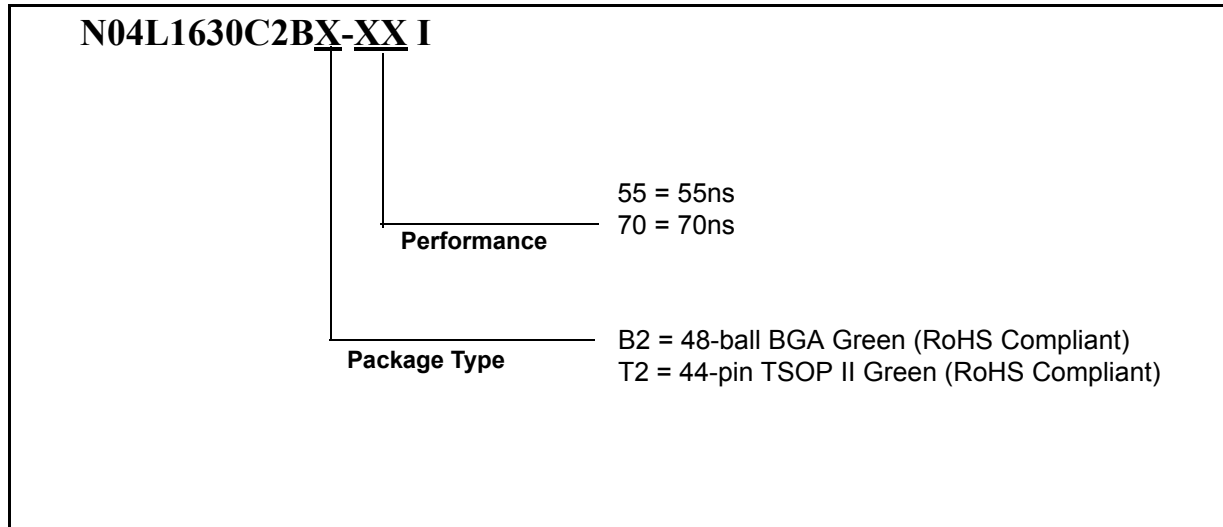 N04L1630C2BX-XX I
55 = 55ns
70 = 70ns
Performance
B2 = 48-ball BGA Green (RoHS Compliant)
Package Type
T2 = 44-pin TSOP II Green (RoHS Compliant)